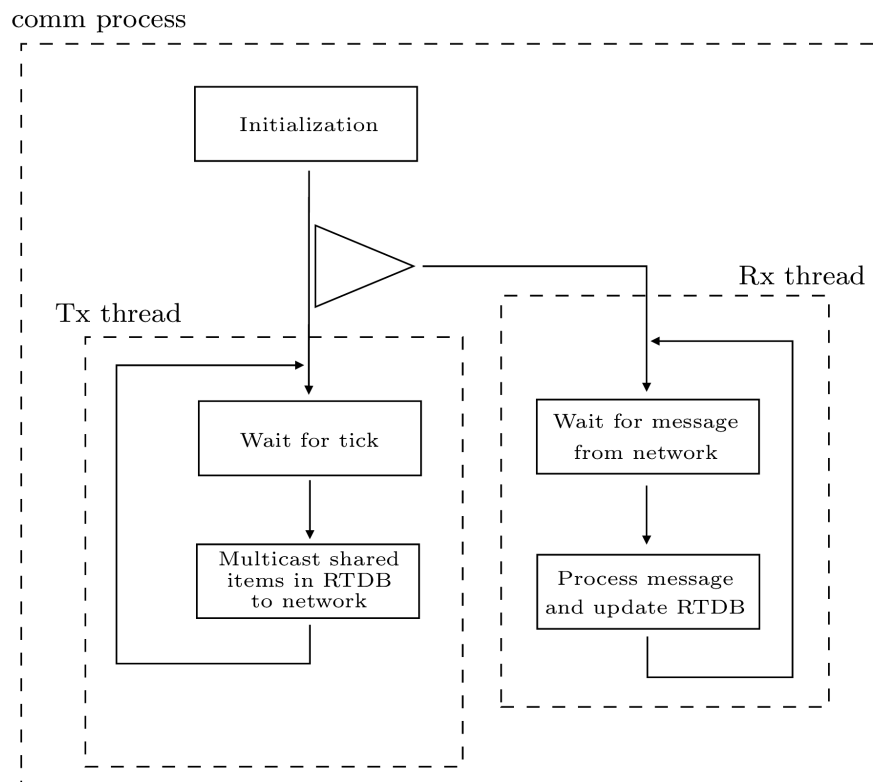 comm process
Initialization
Rx thread
Tx thread
Wait for tick
Wait for message
from network
Multicast shared
items in RTDB
to network
Process message
and update RTDB